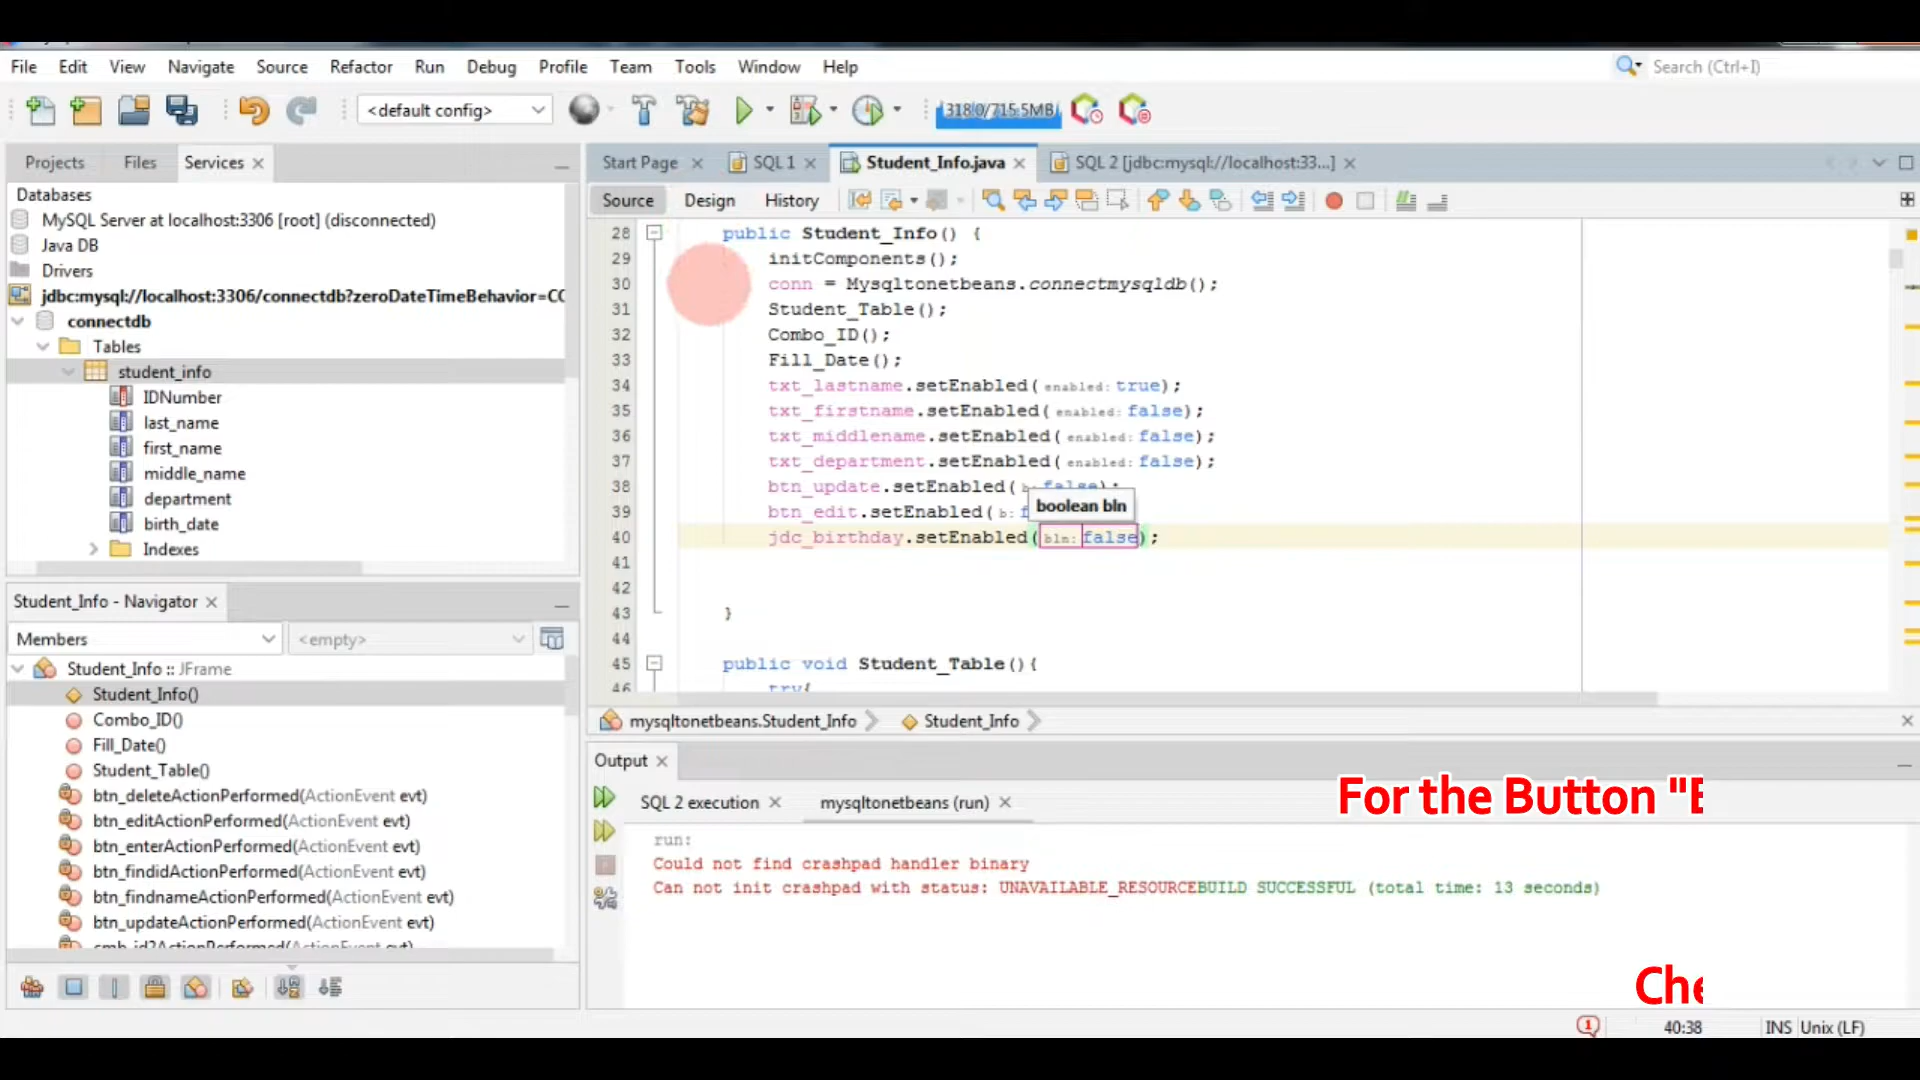 File Edit View Navigate Source Refactor Run Debug Profile Team Tools Window Help
Search (Ctrl+I)
<default config>
318.0/715.5MB
Projects Files Services
Start Page SQL 1 Student_Info.java SQL 2 [jdbc:mysql://localhost:33...]
Source Design History
Databases
MySQL Server at localhost:3306 [root] (disconnected)
Java DB
Drivers
jdbc:mysql://localhost:3306/connectdb?zeroDateTimeBehavior=CO
connectdb
Tables
student_info
IDNumber
last_name
first_name
middle_name
department
birth_date
Indexes
28 public Student_Info() {
29 initComponents();
30 conn = Mysqltonetbeans.connectmysqldb();
31 Student_Table();
32 Combo_ID();
33 Fill_Date();
34 txt_lastname.setEnabled( enabled: true);
35 txt_firstname.setEnabled( enabled: false);
36 txt_middlename.setEnabled( enabled: false);
37 txt_department.setEnabled( enabled: false);
38 btn_update.setEnabled( b: false);
boolean bln
39 btn_edit.setEnabled( b: f
40 jdc_birthday.setEnabled( bln: false);
41
42
43 }
44
45 public void Student_Table(){
46 try{
Student_Info - Navigator
Members <empty>
Student_Info :: JFrame
Student_Info()
Combo_ID()
Fill_Date()
Student_Table()
btn_deleteActionPerformed(ActionEvent evt)
btn_editActionPerformed(ActionEvent evt)
btn_enterActionPerformed(ActionEvent evt)
btn_findidActionPerformed(ActionEvent evt)
btn_findnameActionPerformed(ActionEvent evt)
btn_updateActionPerformed(ActionEvent evt)
cmb_id2ActionPerformed(ActionEvent evt)
mysqltonetbeans.Student_Info Student_Info
Output
SQL 2 execution mysqltonetbeans (run)
For the Button "E
run:
Could not find crashpad handler binary
Can not init crashpad with status: UNAVAILABLE_RESOURCEBUILD SUCCESSFUL (total time: 13 seconds)
Che
1 40:38 INS Unix (LF)